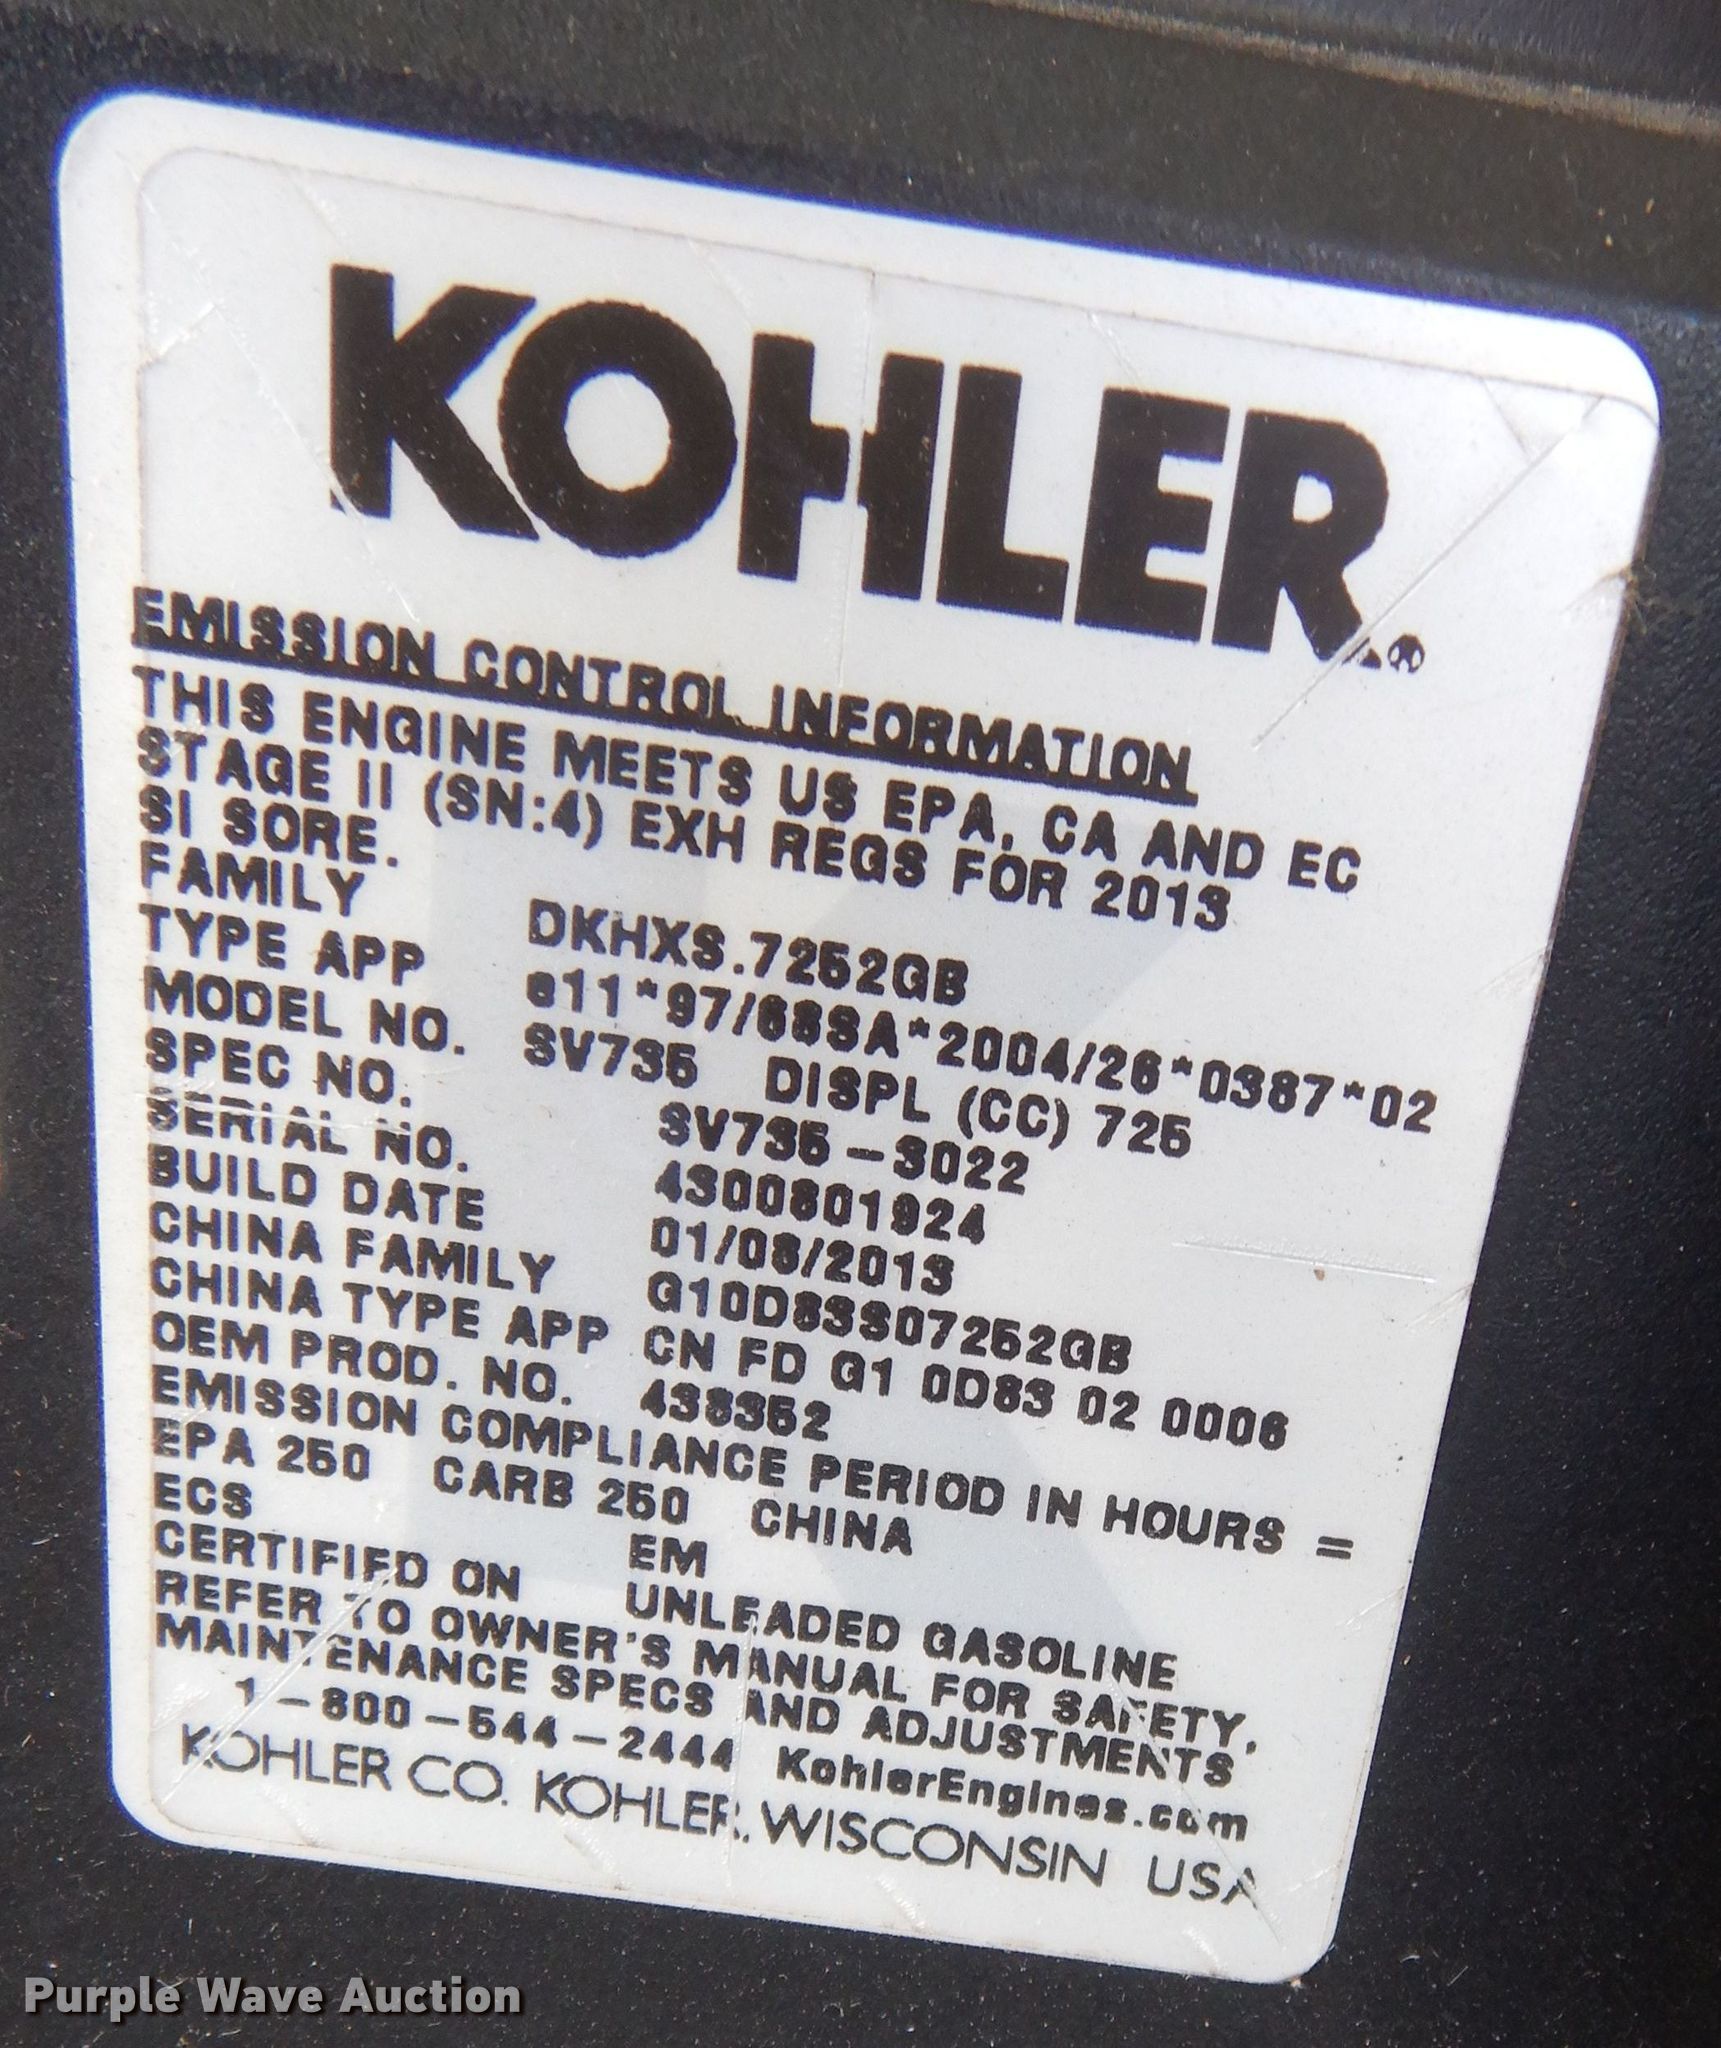 KOHLER®
EMISSION CONTROL INFORMATION
THIS ENGINE MEETS US EPA, CA AND EC
STAGE II (SN:4) EXH REGS FOR 2013
SI SORE.
FAMILY DKHXS.7252GB
TYPE APP e11*97/68SA*2004/26*0387*02
MODEL NO. SV735 DISPL (CC) 725
SPEC NO. SV735-3022
SERIAL NO. 4300801924
BUILD DATE 01/08/2013
CHINA FAMILY G10D83S07252GB
CHINA TYPE APP CN FD G1 0D83 02 0006
OEM PROD. NO. 438352
EMISSION COMPLIANCE PERIOD IN HOURS =
EPA 250 CARB 250 CHINA
ECS EM
CERTIFIED ON UNLEADED GASOLINE
REFER TO OWNER'S MANUAL FOR SAFETY,
MAINTENANCE SPECS AND ADJUSTMENTS
1-800-544-2444 KohlerEngines.com
KOHLER CO. KOHLER, WISCONSIN USA
Purple Wave Auction